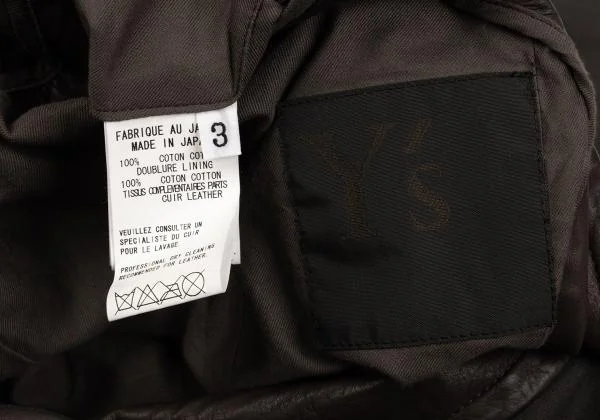 FABRIQUE AU JA
MADE IN JAPA
3
100% COTON COT
DOUBLURE LINING
100% COTON COTTON
TISSUS COMPLEMENTAIRES PARTS
CUIR LEATHER
VEUILLEZ CONSULTER UN
SPECIALISTE DU CUIR
POUR LE LAVAGE.
PROFESSIONAL DRY CLEANING
RECOMMENDED FOR LEATHER.